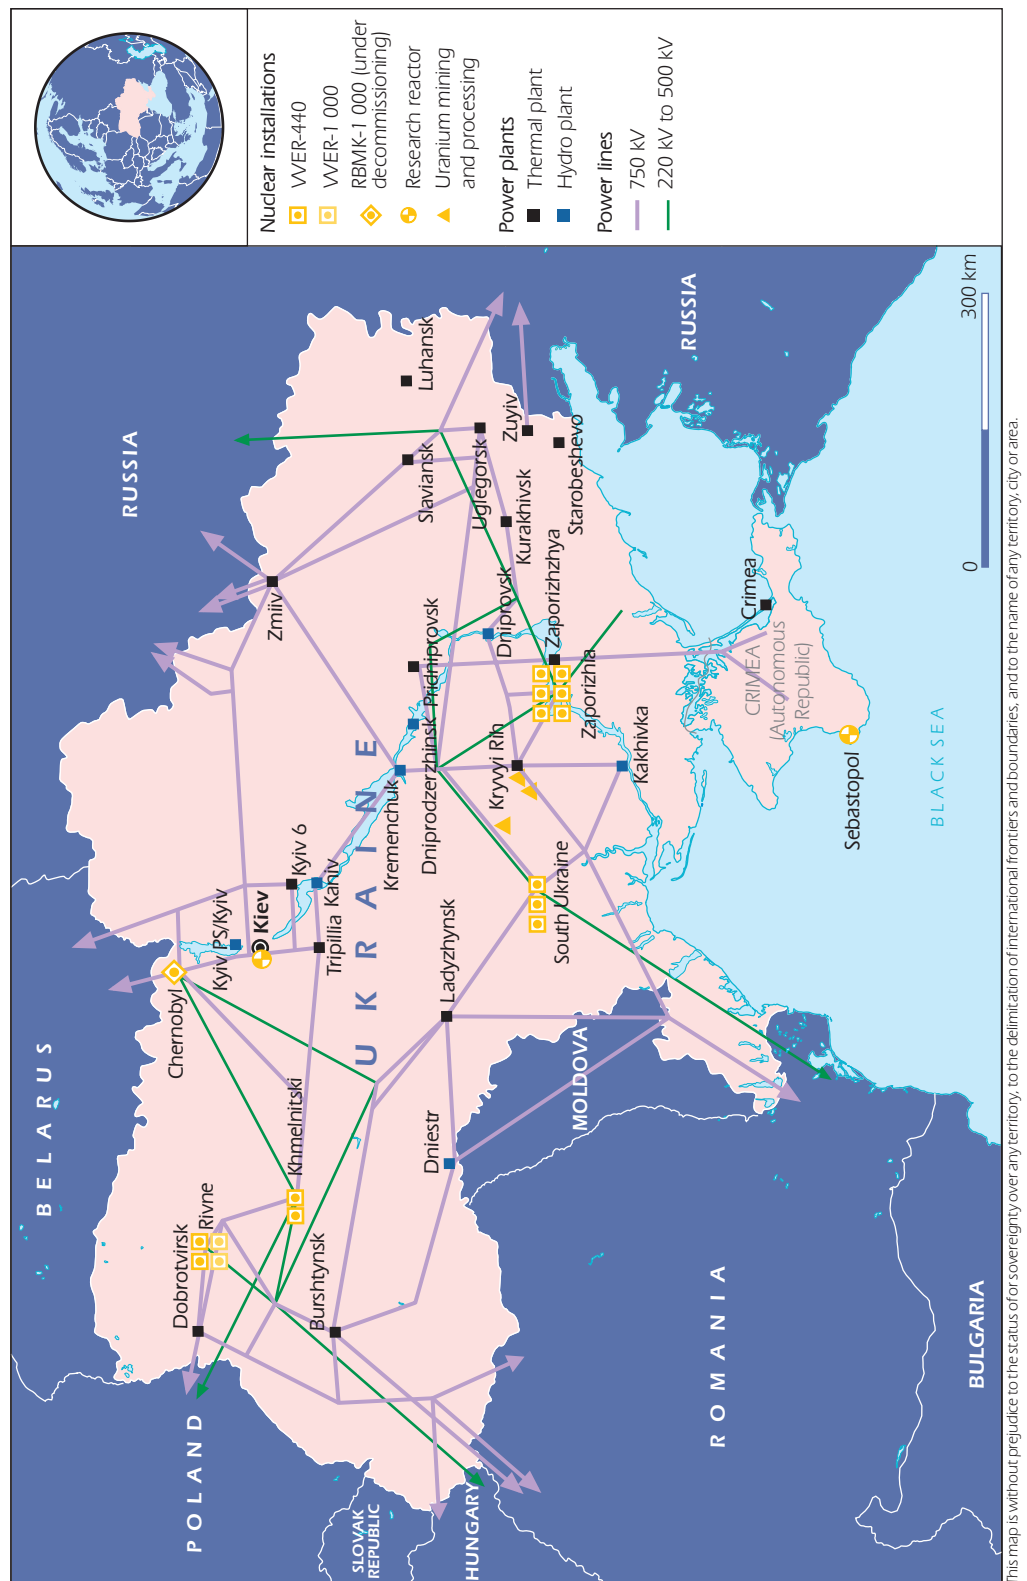 Nuclear installations
VVER-440
VVER-1 000
RBMK-1 000 (under
decommissioning)
Research reactor
Uranium mining
and processing
Power plants
Thermal plant
Hydro plant
Power lines
750 kV
220 kV to 500 kV
BELARUS
RUSSIA
POLAND
SLOVAK
REPUBLIC
HUNGARY
ROMANIA
MOLDOVA
BULGARIA
RUSSIA
UKRAINE
BLACK SEA
CRIMEA
(Autonomous
Republic)
Dobrotvirsk
Rivne
Khmelnitski
Burshtynsk
Dniestr
Chernobyl
Kyiv PS/Kyiv
Kiev
Kyiv 6
Kaniv
Tripillia
Ladyzhynsk
South Ukraine
Kremenchuk
Dniprodzerzhinsk
Pridniprovsk
Kryvyi Rih
Kakhivka
Zaporizhia
Zaporizhzhya
Dniprovsk
Kurakhivsk
Zmiiv
Slaviansk
Uglegorsk
Luhansk
Zuyiv
Starobeshevo
Crimea
Sebastopol
0
300 km
This map is without prejudice to the status of or sovereignty over any territory, to the delimitation of international frontiers and boundaries, and to the name of any territory, city or area.